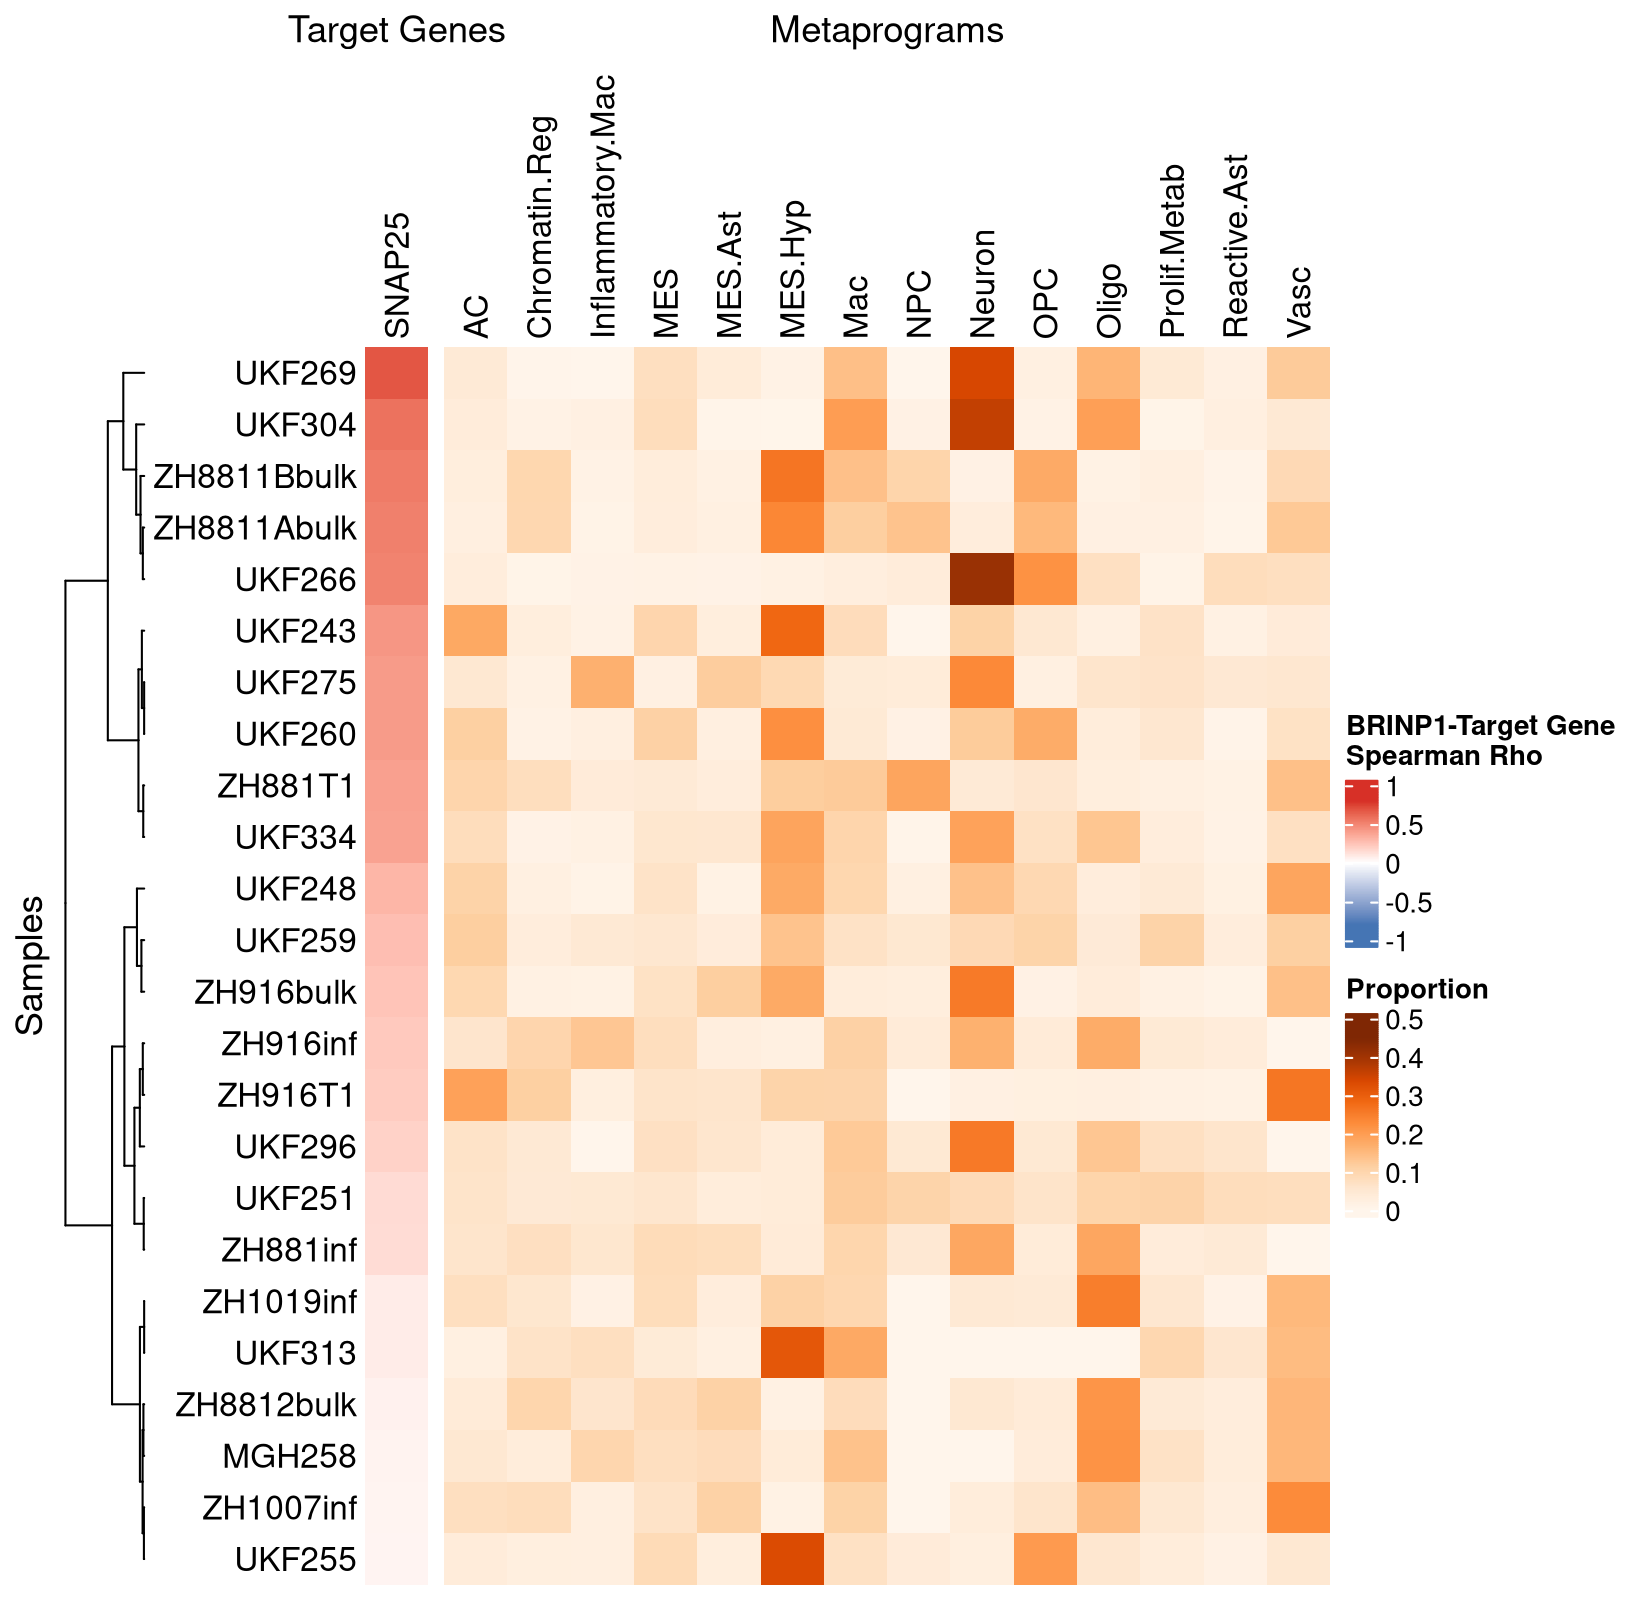 Target Genes
Metaprograms
SNAP25
AC
Chromatin.Reg
Inflammatory.Mac
MES
MES.Ast
MES.Hyp
Mac
NPC
Neuron
OPC
Oligo
Prolif.Metab
Reactive.Ast
Vasc
Samples
UKF269
UKF304
ZH8811Bbulk
ZH8811Abulk
UKF266
UKF243
UKF275
UKF260
ZH881T1
UKF334
UKF248
UKF259
ZH916bulk
ZH916inf
ZH916T1
UKF296
UKF251
ZH881inf
ZH1019inf
UKF313
ZH8812bulk
MGH258
ZH1007inf
UKF255
BRINP1-Target Gene
Spearman Rho
1
0.5
0
-0.5
-1
Proportion
0.5
0.4
0.3
0.2
0.1
0